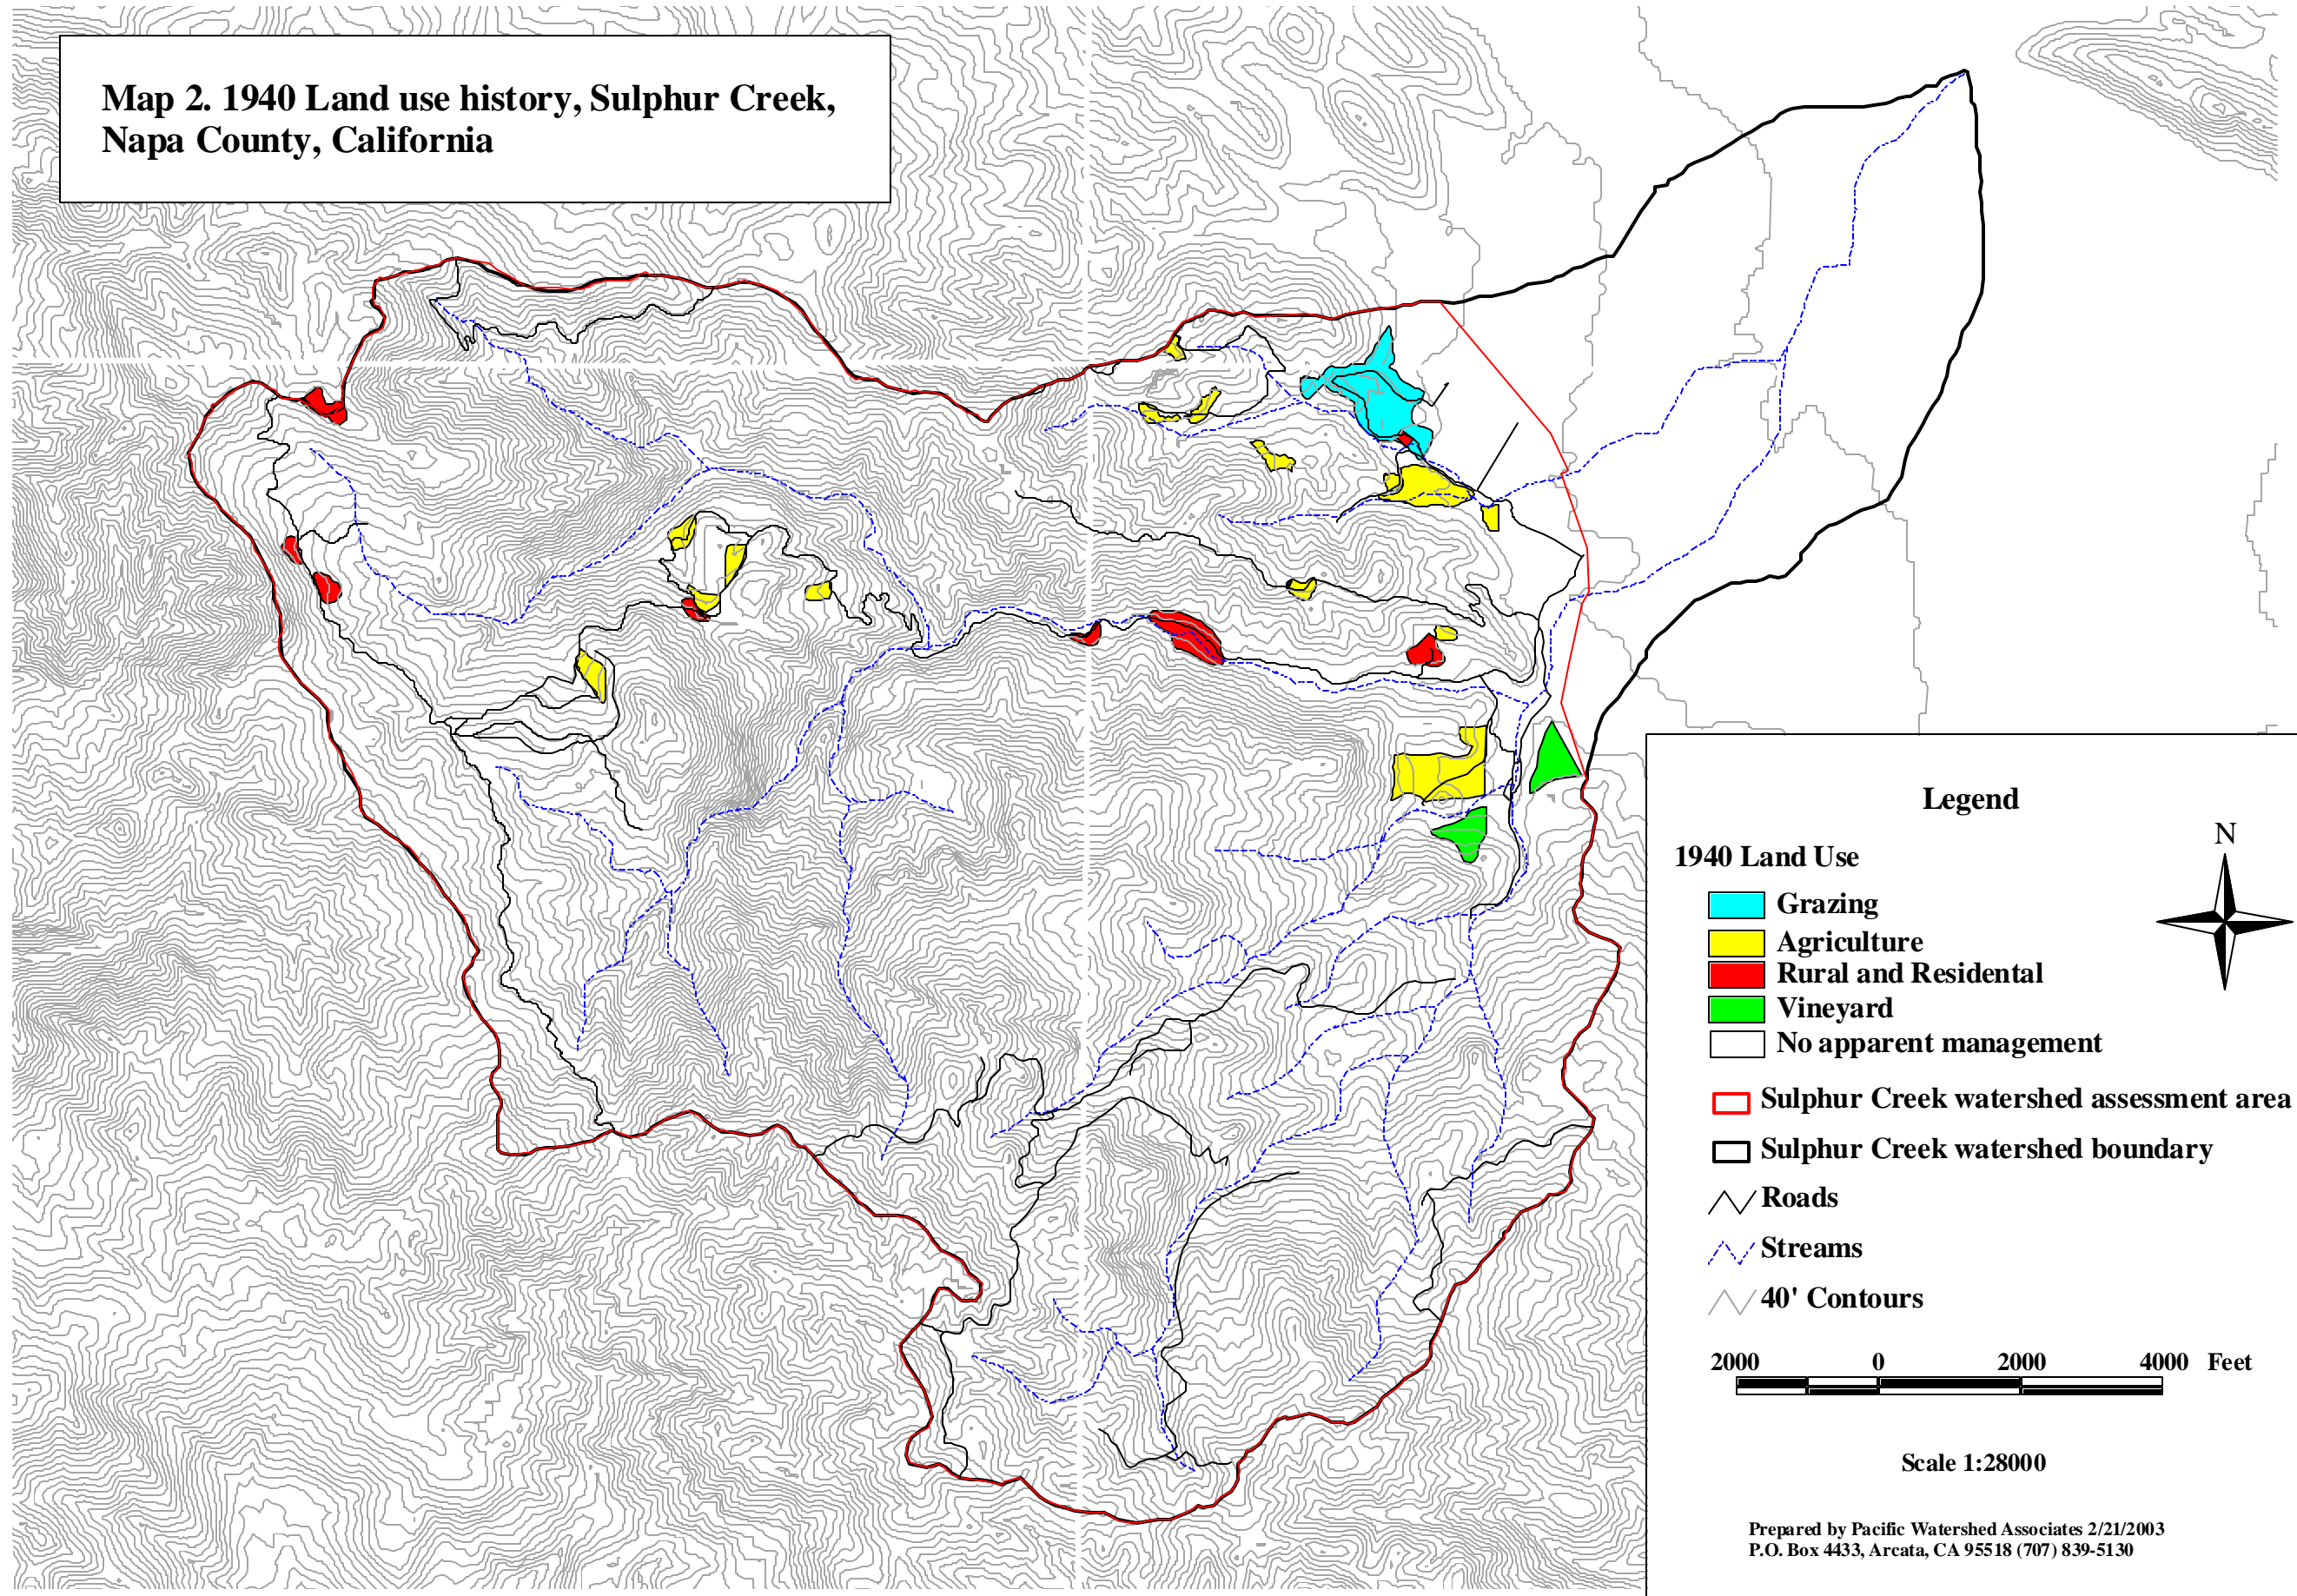 Map 2. 1940 Land use history, Sulphur Creek,
Napa County, California
Legend
N
1940 Land Use
Grazing
Agriculture
Rural and Residental
Vineyard
No apparent management
Sulphur Creek watershed assessment area
Sulphur Creek watershed boundary
Roads
Streams
40' Contours
2000 0 2000 4000 Feet
Scale 1:28000
Prepared by Pacific Watershed Associates 2/21/2003
P.O. Box 4433, Arcata, CA 95518 (707) 839-5130